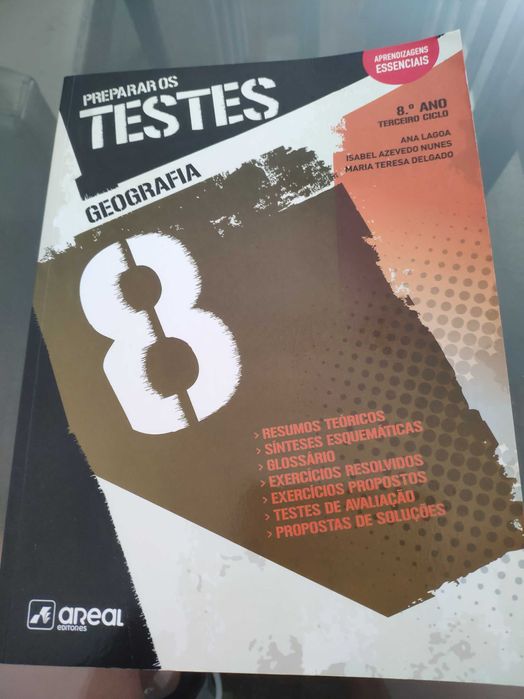 APRENDIZAGENS
ESSENCIAIS
PREPARAR OS
TESTES
8.º ANO
TERCEIRO CICLO
ANA LAGOA
ISABEL AZEVEDO NUNES
MARIA TERESA DELGADO
GEOGRAFIA
8
> RESUMOS TEÓRICOS
> SÍNTESES ESQUEMÁTICAS
> GLOSSÁRIO
> EXERCÍCIOS RESOLVIDOS
> EXERCÍCIOS PROPOSTOS
> TESTES DE AVALIAÇÃO
> PROPOSTAS DE SOLUÇÕES
AREAL
EDITORES